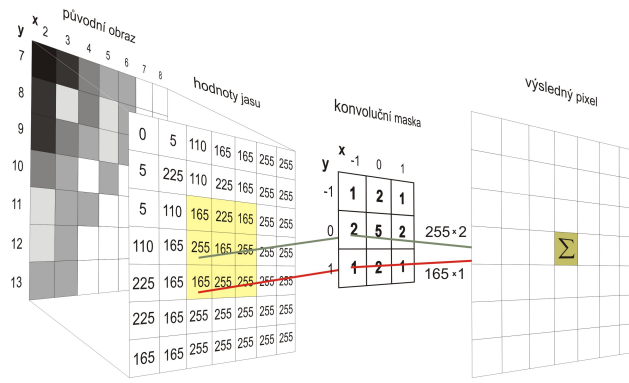 původní obraz
x
y 2 3 4 5 6 7 8
7
8
9
10
11
12
13
hodnoty jasu
0 5 110 165 165 255 255
5 225 110 225 165 255 255
5 110 165 225 165 255 255
110 165 255 165 255 255 255
225 165 165 255 255 255 255
225 165 255 255 255 255 255
165 165 255 255 255 255 255
konvoluční maska
x
y -1 0 1
-1 1 2 1
0 2 5 2
1 1 2 1
255×2
165×1
výsledný pixel
Σ